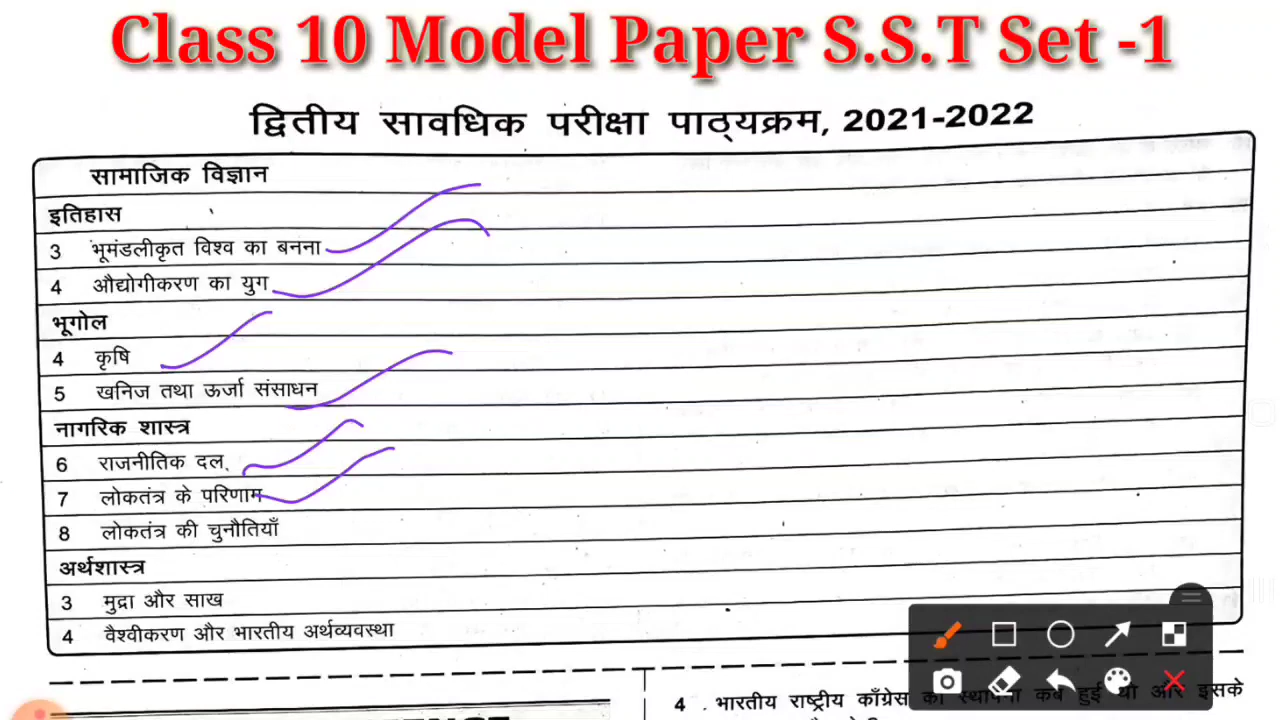 Class 10 Model Paper S.S.T Set -1
द्वितीय सावधिक परीक्षा पाठ्यक्रम, 2021-2022
सामाजिक विज्ञान
इतिहास
3 भूमंडलीकृत विश्व का बनना
4 औद्योगीकरण का युग
भूगोल
4 कृषि
5 खनिज तथा ऊर्जा संसाधन
नागरिक शास्त्र
6 राजनीतिक दल
7 लोकतंत्र के परिणाम
8 लोकतंत्र की चुनौतियाँ
अर्थशास्त्र
3 मुद्रा और साख
4 वैश्वीकरण और भारतीय अर्थव्यवस्था
4 . भारतीय राष्ट्रीय काँग्रेस की स्थापना कब हुई थी और इसके